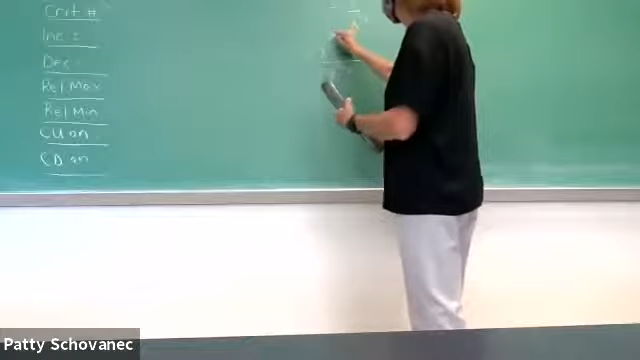 Crit #
Inc :
Dec
Rel Max
Rel Min
CU on
CD on
Patty Schovanec